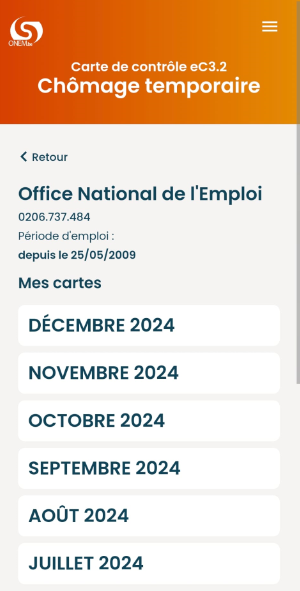 ONEM.be
Carte de contrôle eC3.2
Chômage temporaire
Retour
Office National de l'Emploi
0206.737.484
Période d'emploi :
depuis le 25/05/2009
Mes cartes
DÉCEMBRE 2024
NOVEMBRE 2024
OCTOBRE 2024
SEPTEMBRE 2024
AOÛT 2024
JUILLET 2024